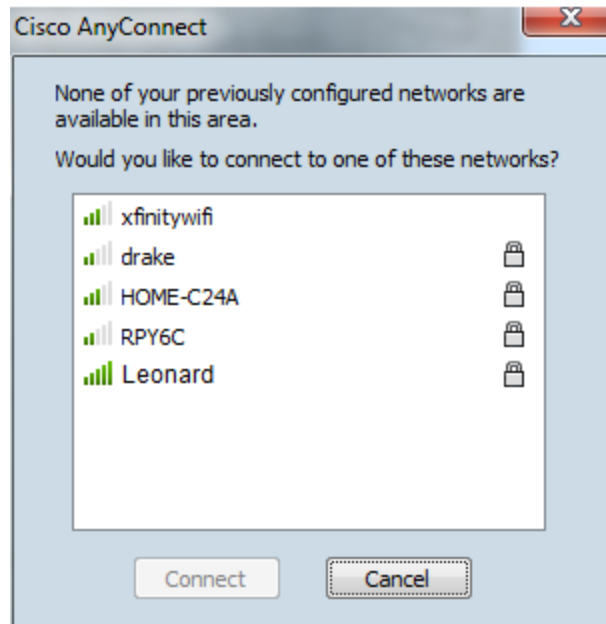 Cisco AnyConnect
None of your previously configured networks are
available in this area.
Would you like to connect to one of these networks?
xfinitywifi
drake
HOME-C24A
RPY6C
Leonard
Connect
Cancel